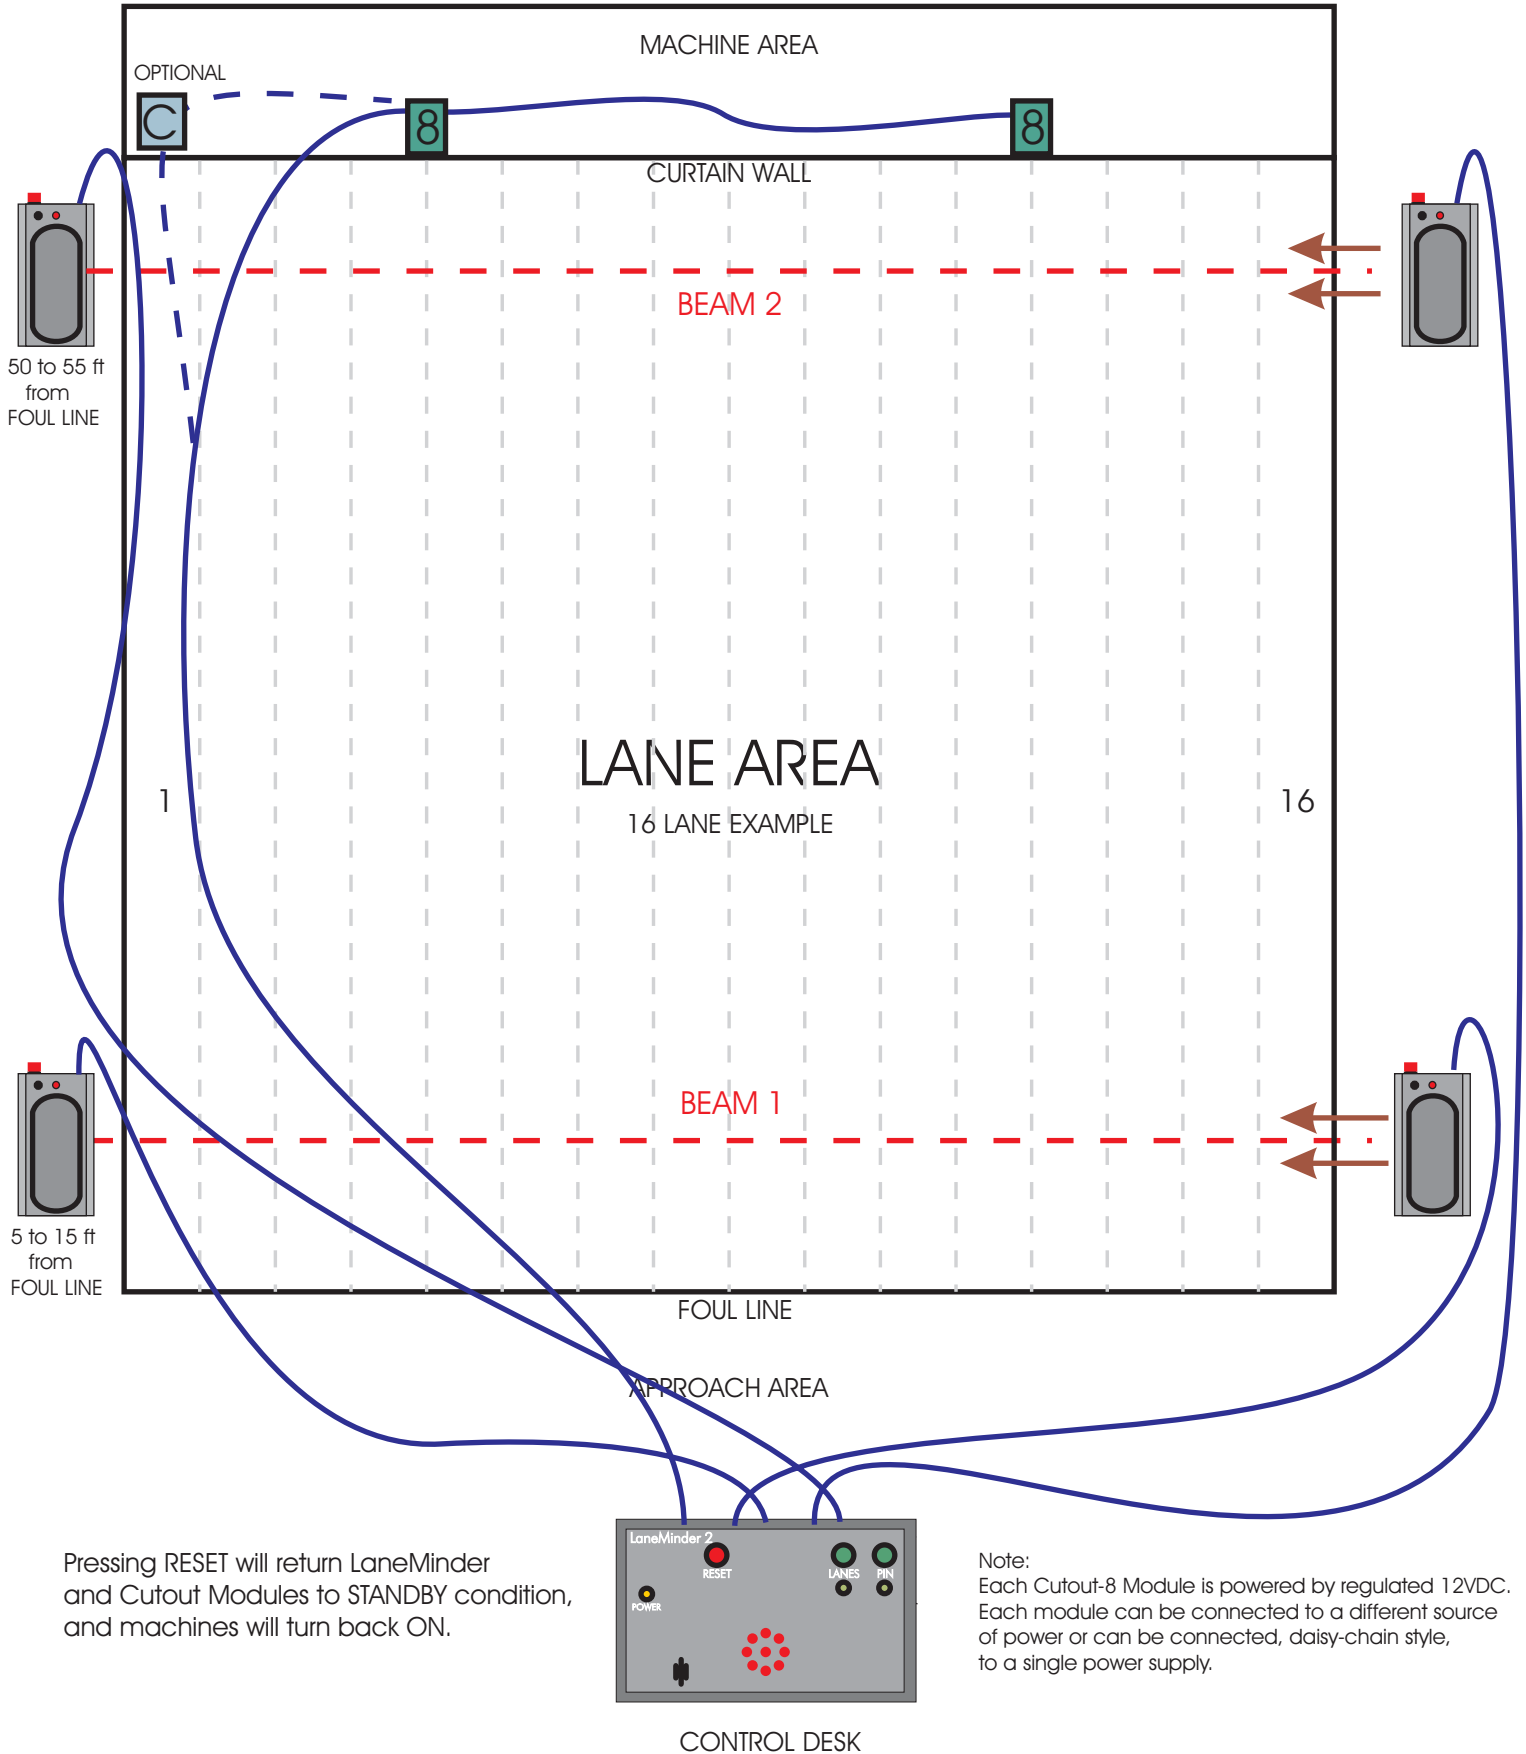 MACHINE AREA
OPTIONAL
C
8
8
CURTAIN WALL
BEAM 2
50 to 55 ft
from
FOUL LINE
LANE AREA
1
16
16 LANE EXAMPLE
BEAM 1
5 to 15 ft
from
FOUL LINE
FOUL LINE
APPROACH AREA
LaneMinder 2
RESET
LANES
PIN
POWER
Pressing RESET will return LaneMinder
and Cutout Modules to STANDBY condition,
and machines will turn back ON.
Note:
Each Cutout-8 Module is powered by regulated 12VDC.
Each module can be connected to a different source
of power or can be connected, daisy-chain style,
to a single power supply.
CONTROL DESK